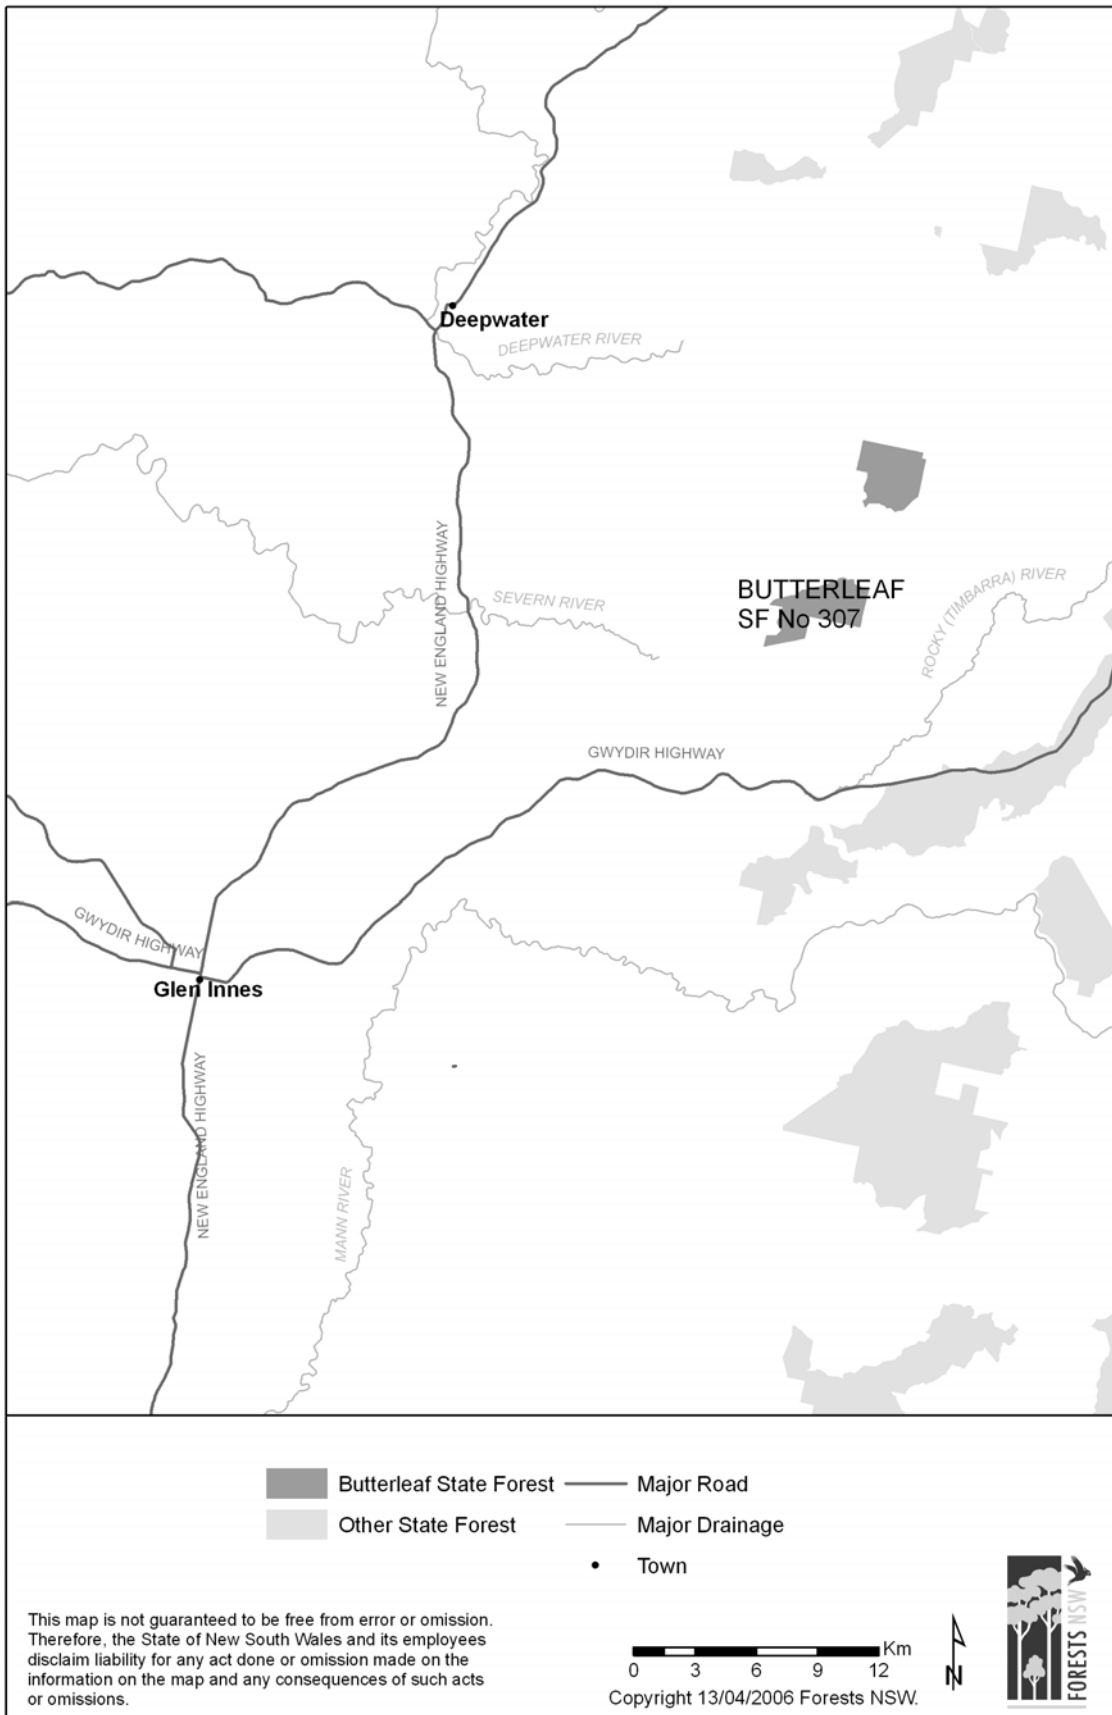 Deepwater
DEEPWATER RIVER
NEW ENGLAND HIGHWAY
SEVERN RIVER
BUTTERLEAF
SF No 307
ROCKY (TIMBARRA) RIVER
GWYDIR HIGHWAY
GWYDIR HIGHWAY
Glen Innes
NEW ENGLAND HIGHWAY
MANN RIVER
Butterleaf State Forest
Major Road
Other State Forest
Major Drainage
Town
This map is not guaranteed to be free from error or omission.
Therefore, the State of New South Wales and its employees
disclaim liability for any act done or omission made on the
information on the map and any consequences of such acts
or omissions.
Km
0 3 6 9 12
Copyright 13/04/2006 Forests NSW.
N
FORESTS NSW